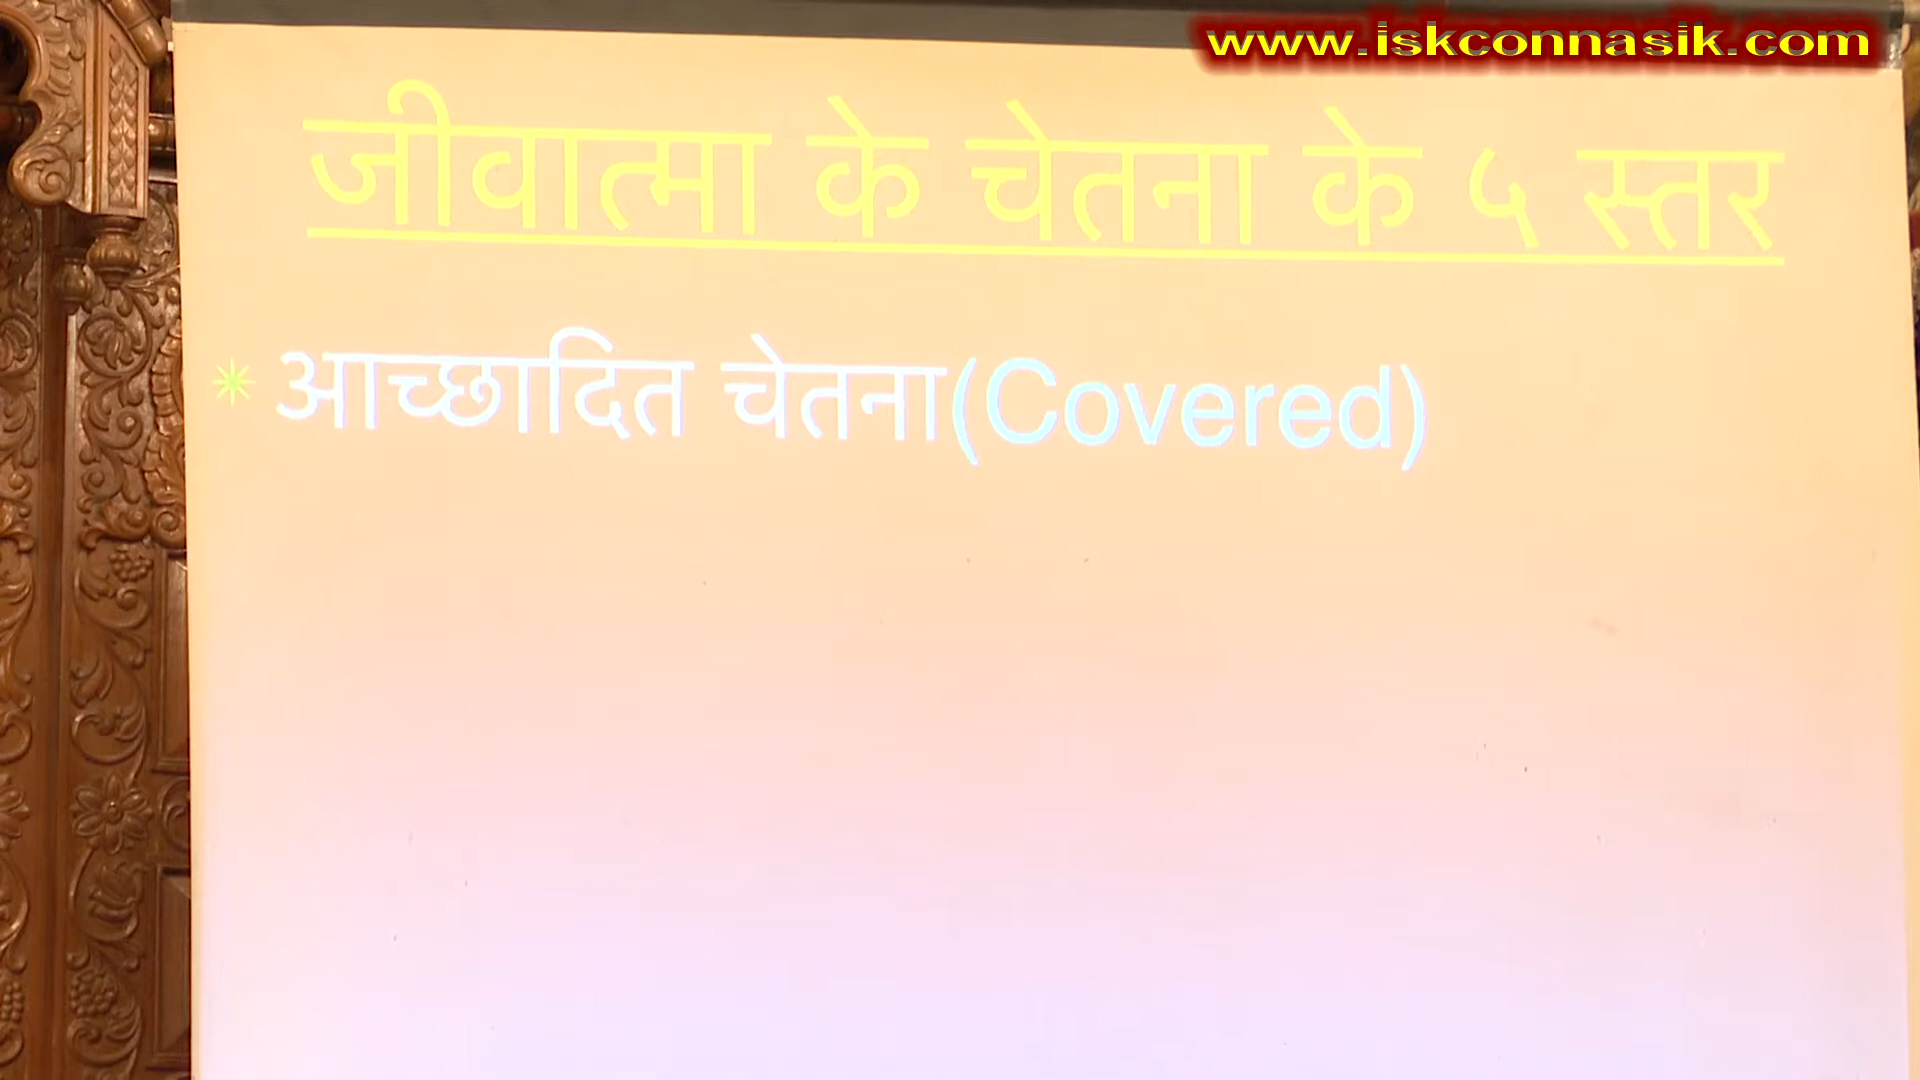 www.iskconnasik.com
जीवात्मा के चेतना के ५ स्तर
आच्छादित चेतना(Covered)